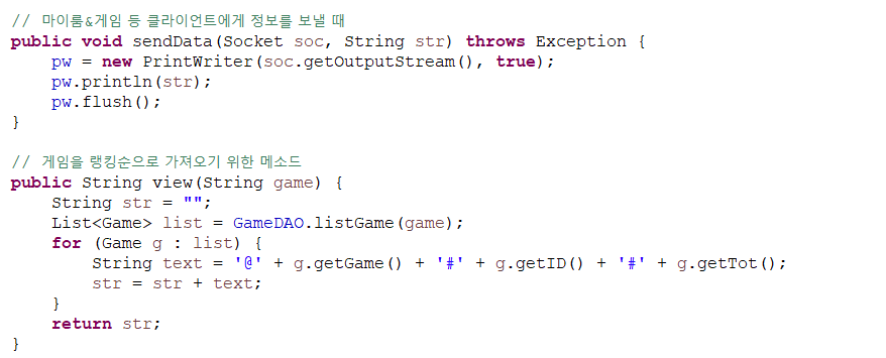 // 마이룸&게임 등 클라이언트에게 정보를 보낼 때
public void sendData(Socket soc, String str) throws Exception {
    pw = new PrintWriter(soc.getOutputStream(), true);
    pw.println(str);
    pw.flush();
}

// 게임을 랭킹순으로 가져오기 위한 메소드
public String view(String game) {
    String str = "";
    List<Game> list = GameDAO.listGame(game);
    for (Game g : list) {
        String text = '@' + g.getGame() + '#' + g.getID() + '#' + g.getTot();
        str = str + text;
    }
    return str;
}